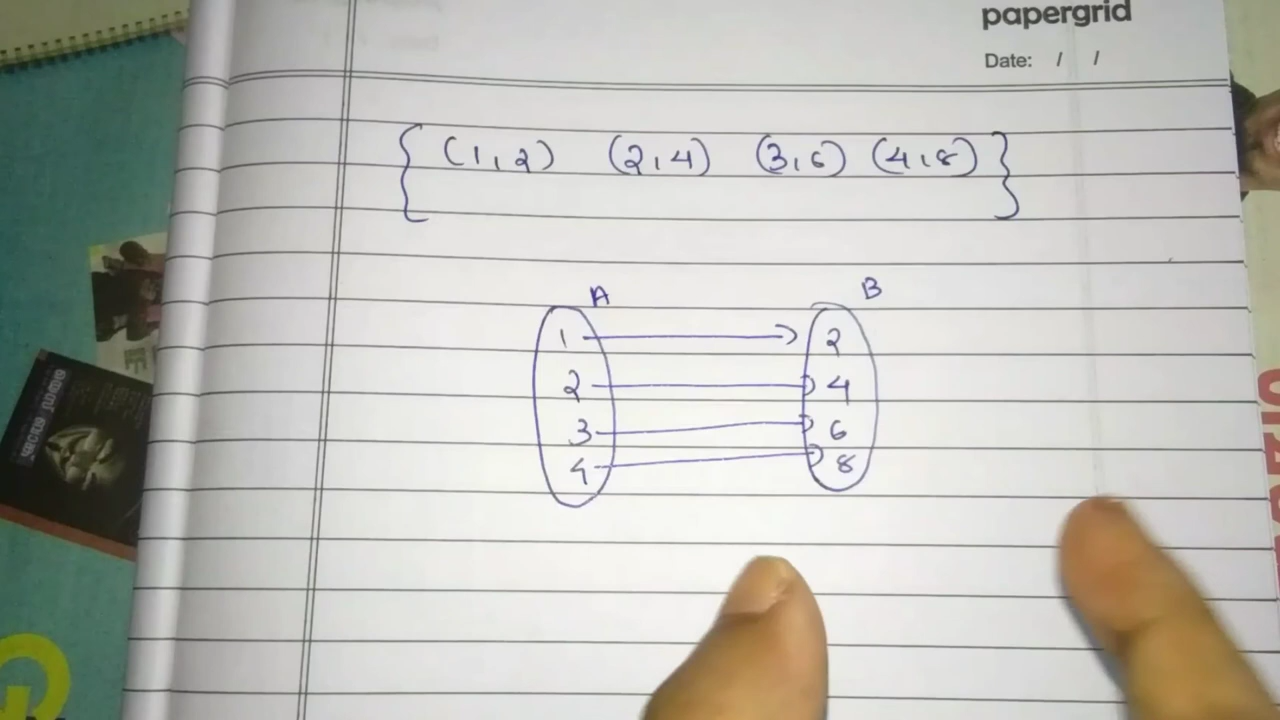 papergrid
Date: / /
{ (1,2) (2,4) (3,6) (4,8) }
A B
1 2
2 4
3 6
4 8